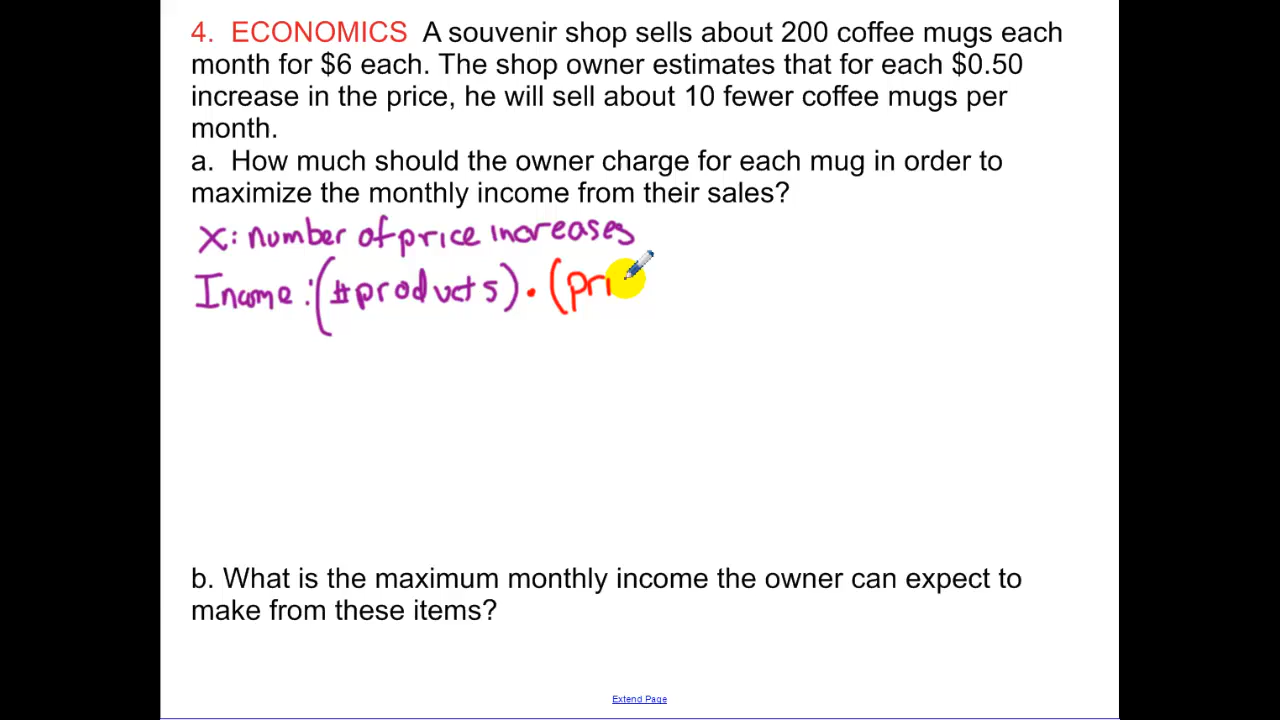 4. ECONOMICS A souvenir shop sells about 200 coffee mugs each
month for $6 each. The shop owner estimates that for each $0.50
increase in the price, he will sell about 10 fewer coffee mugs per
month.
a. How much should the owner charge for each mug in order to
maximize the monthly income from their sales?
X: number of price increases
Income: (#products) · (pri
b. What is the maximum monthly income the owner can expect to
make from these items?
Extend Page